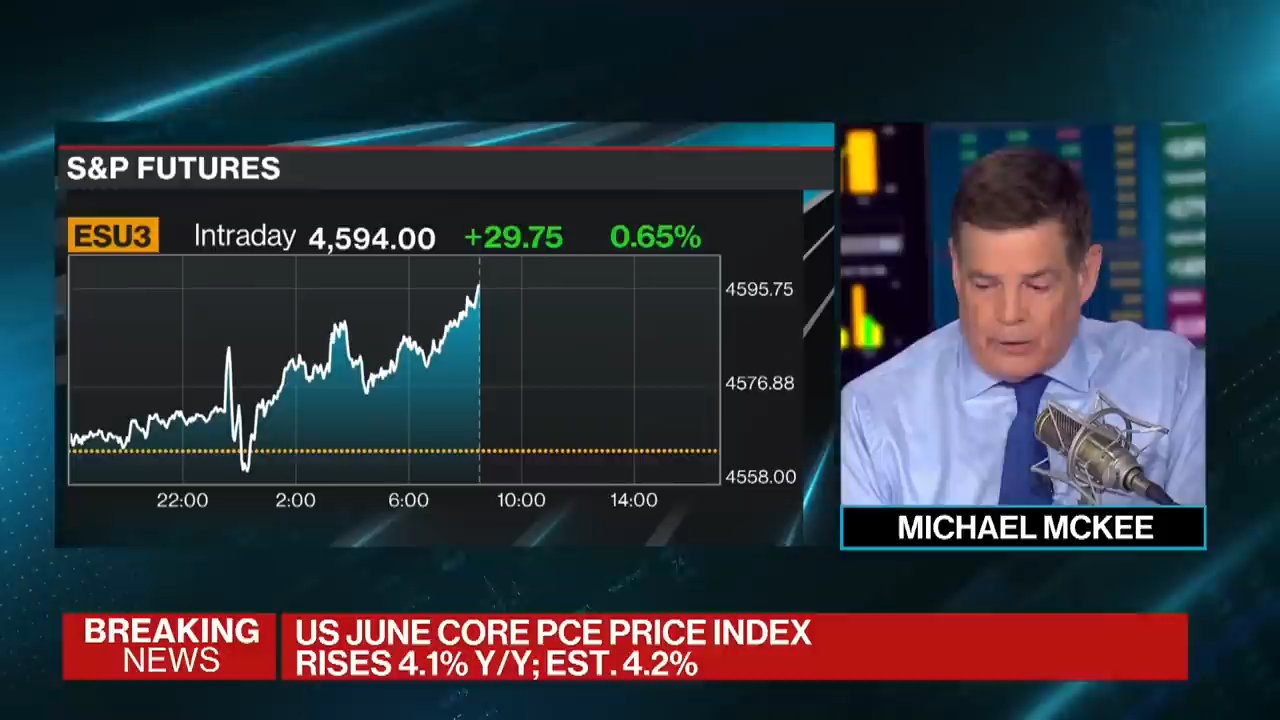 S&P FUTURES
ESU3 Intraday 4,594.00 +29.75 0.65%
4595.75
4576.88
4558.00
22:00 2:00 6:00 10:00 14:00
MICHAEL MCKEE
BREAKING NEWS
US JUNE CORE PCE PRICE INDEX
RISES 4.1% Y/Y; EST. 4.2%